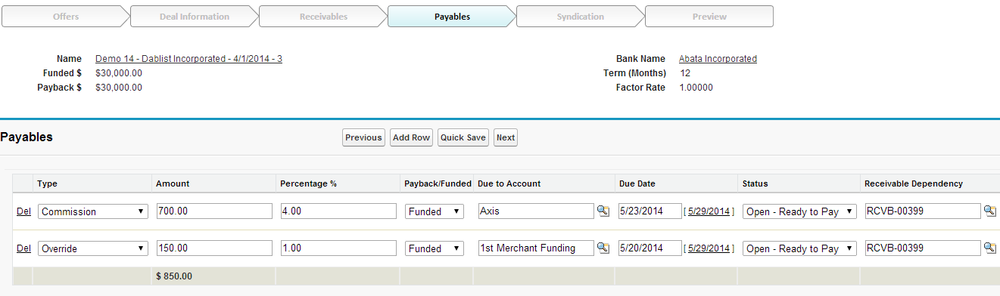 Offers Deal Information Receivables Payables Syndication Preview
Name Demo 14 - Dablist Incorporated - 4/1/2014 - 3 Bank Name Abata Incorporated
Funded $ $30,000.00 Term (Months) 12
Payback $ $30,000.00 Factor Rate 1.00000
Payables Previous Add Row Quick Save Next
Type Amount Percentage % Payback/Funded Due to Account Due Date Status Receivable Dependency
Del Commission 700.00 4.00 Funded Axis 5/23/2014 [ 5/29/2014 ] Open - Ready to Pay RCVB-00399
Del Override 150.00 1.00 Funded 1st Merchant Funding 5/20/2014 [ 5/29/2014 ] Open - Ready to Pay RCVB-00399
$ 850.00